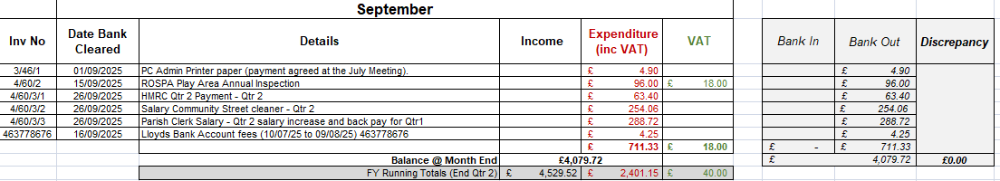 September
Inv No Date Bank Cleared Details Income Expenditure (inc VAT) VAT Bank In Bank Out Discrepancy
3/46/1 01/09/2025 PC Admin Printer paper (payment agreed at the July Meeting). £ 4.90 £ 4.90
4/60/2 15/09/2025 ROSPA Play Area Annual Inspection £ 96.00 £ 18.00 £ 96.00
4/60/3/1 26/09/2025 HMRC Qtr 2 Payment - Qtr 2 £ 63.40 £ 63.40
4/60/3/2 26/09/2025 Salary Community Street cleaner - Qtr 2 £ 254.06 £ 254.06
4/60/3/3 26/09/2025 Parish Clerk Salary - Qtr 2 salary increase and back pay for Qtr1 £ 288.72 £ 288.72
463778676 16/09/2025 Lloyds Bank Account fees (10/07/25 to 09/08/25) 463778676 £ 4.25 £ 4.25
£ 711.33 £ 18.00 £ - £ 711.33
Balance @ Month End £4,079.72 £ 4,079.72 £0.00
FY Running Totals (End Qtr 2) £ 4,529.52 £ 2,401.15 £ 40.00